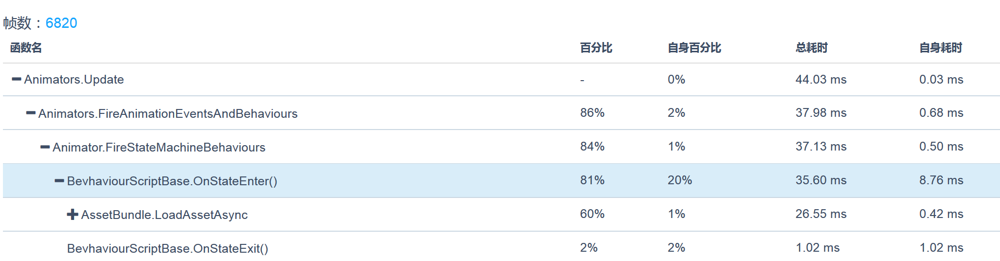 帧数：6820
函数名 百分比 自身百分比 总耗时 自身耗时
Animators.Update - 0% 44.03 ms 0.03 ms
Animators.FireAnimationEventsAndBehaviours 86% 2% 37.98 ms 0.68 ms
Animator.FireStateMachineBehaviours 84% 1% 37.13 ms 0.50 ms
BevhaviourScriptBase.OnStateEnter() 81% 20% 35.60 ms 8.76 ms
AssetBundle.LoadAssetAsync 60% 1% 26.55 ms 0.42 ms
BevhaviourScriptBase.OnStateExit() 2% 2% 1.02 ms 1.02 ms